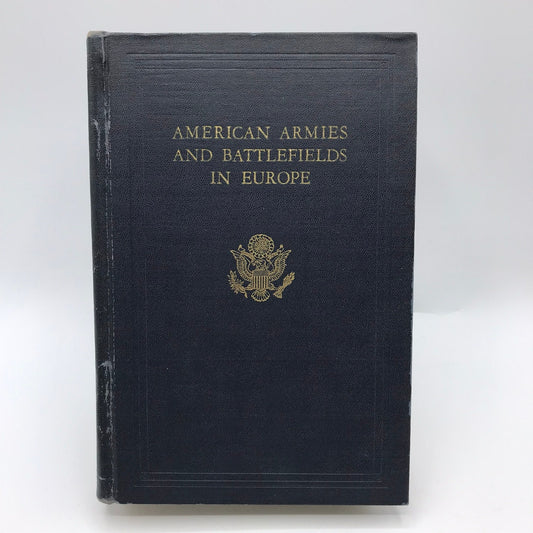 AMERICAN ARMIES
AND BATTLEFIELDS
IN EUROPE